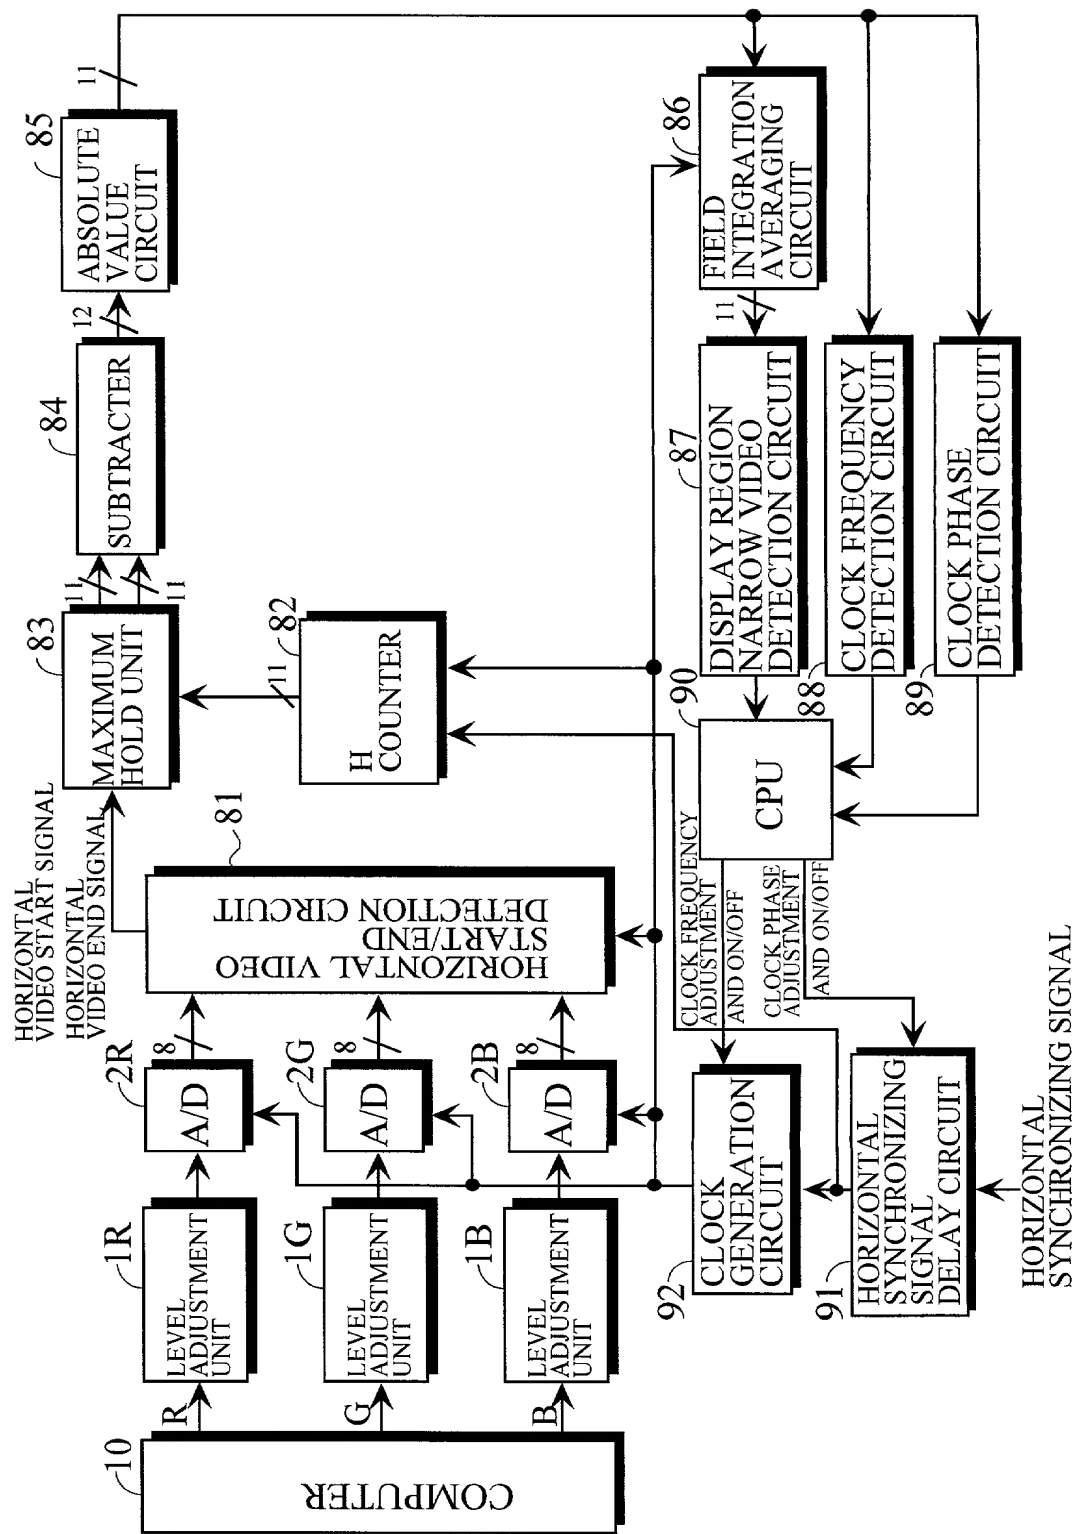 10
COMPUTER
R
G
B
1R
LEVEL
ADJUSTMENT
UNIT
1G
LEVEL
ADJUSTMENT
UNIT
1B
LEVEL
ADJUSTMENT
UNIT
2R
A/D
8
2G
A/D
8
2B
A/D
8
HORIZONTAL
VIDEO START SIGNAL
HORIZONTAL
VIDEO END SIGNAL
81
HORIZONTAL VIDEO
START/END
DETECTION CIRCUIT
83
MAXIMUM
HOLD UNIT
11
11
82
H
COUNTER
11
84
SUBTRACTER
12
85
ABSOLUTE
VALUE
CIRCUIT
11
86
FIELD
INTEGRATION
AVERAGING
CIRCUIT
11
87
DISPLAY REGION
NARROW VIDEO
DETECTION CIRCUIT
88
CLOCK FREQUENCY
DETECTION CIRCUIT
89
CLOCK PHASE
DETECTION CIRCUIT
90
CPU
CLOCK FREQUENCY
ADJUSTMENT
AND ON/OFF
CLOCK PHASE
ADJUSTMENT
AND ON/OFF
92
CLOCK
GENERATION
CIRCUIT
91
HORIZONTAL
SYNCHRONIZING
SIGNAL
DELAY CIRCUIT
HORIZONTAL
SYNCHRONIZING SIGNAL